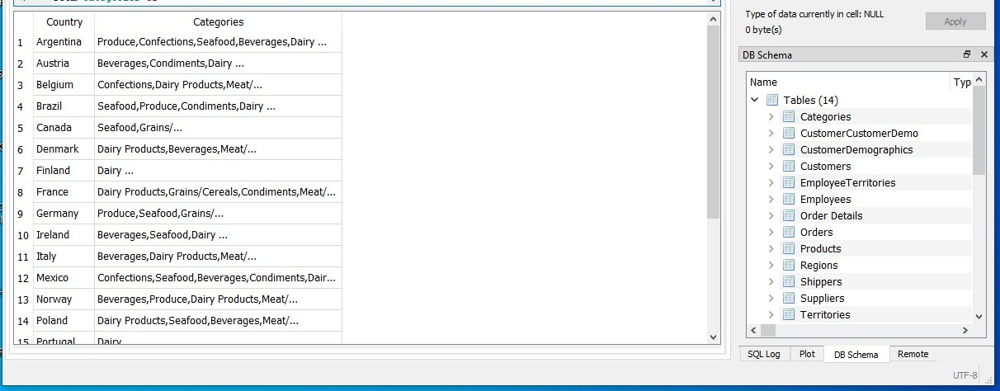 Country Categories
1 Argentina Produce,Confections,Seafood,Beverages,Dairy ...
2 Austria Beverages,Condiments,Dairy ...
3 Belgium Confections,Dairy Products,Meat/...
4 Brazil Seafood,Produce,Condiments,Dairy ...
5 Canada Seafood,Grains/...
6 Denmark Dairy Products,Beverages,Meat/...
7 Finland Dairy ...
8 France Dairy Products,Grains/Cereals,Condiments,Meat/...
9 Germany Produce,Seafood,Grains/...
10 Ireland Beverages,Seafood,Dairy ...
11 Italy Beverages,Dairy Products,Meat/...
12 Mexico Confections,Seafood,Beverages,Condiments,Dair...
13 Norway Beverages,Produce,Dairy Products,Meat/...
14 Poland Dairy Products,Seafood,Beverages,Meat/...
15 Portugal Dairy
Type of data currently in cell: NULL
0 byte(s)
Apply
DB Schema
Name Typ
Tables (14)
Categories
CustomerCustomerDemo
CustomerDemographics
Customers
EmployeeTerritories
Employees
Order Details
Orders
Products
Regions
Shippers
Suppliers
Territories
SQL Log Plot DB Schema Remote
UTF-8